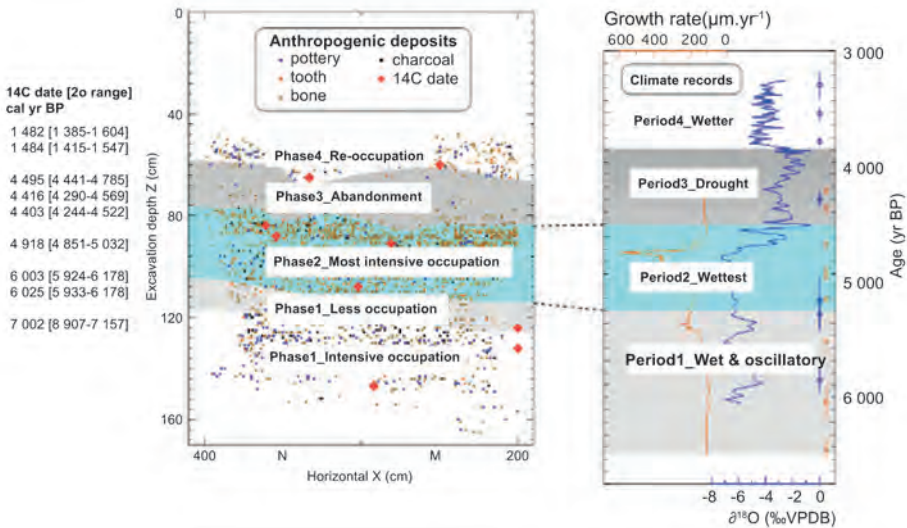 14C date [2o range]
cal yr BP
1 482 [1 385-1 604]
1 484 [1 415-1 547]
4 495 [4 441-4 785]
4 416 [4 290-4 569]
4 403 [4 244-4 522]
4 918 [4 851-5 032]
6 003 [5 924-6 178]
6 025 [5 933-6 178]
7 002 [8 907-7 157]
Excavation depth Z (cm)
0
40
80
120
160
Anthropogenic deposits
pottery
charcoal
tooth
14C date
bone
Phase4_Re-occupation
Phase3_Abandonment
Phase2_Most intensive occupation
Phase1_Less occupation
Phase1_Intensive occupation
400
N
M
200
Horizontal X (cm)
Growth rate(µm.yr⁻¹)
600
400
200
0
Climate records
Period4_Wetter
Period3_Drought
Period2_Wettest
Period1_Wet & oscillatory
3 000
4 000
5 000
6 000
Age (yr BP)
-8
-6
-4
-2
0
∂¹⁸O (‰VPDB)